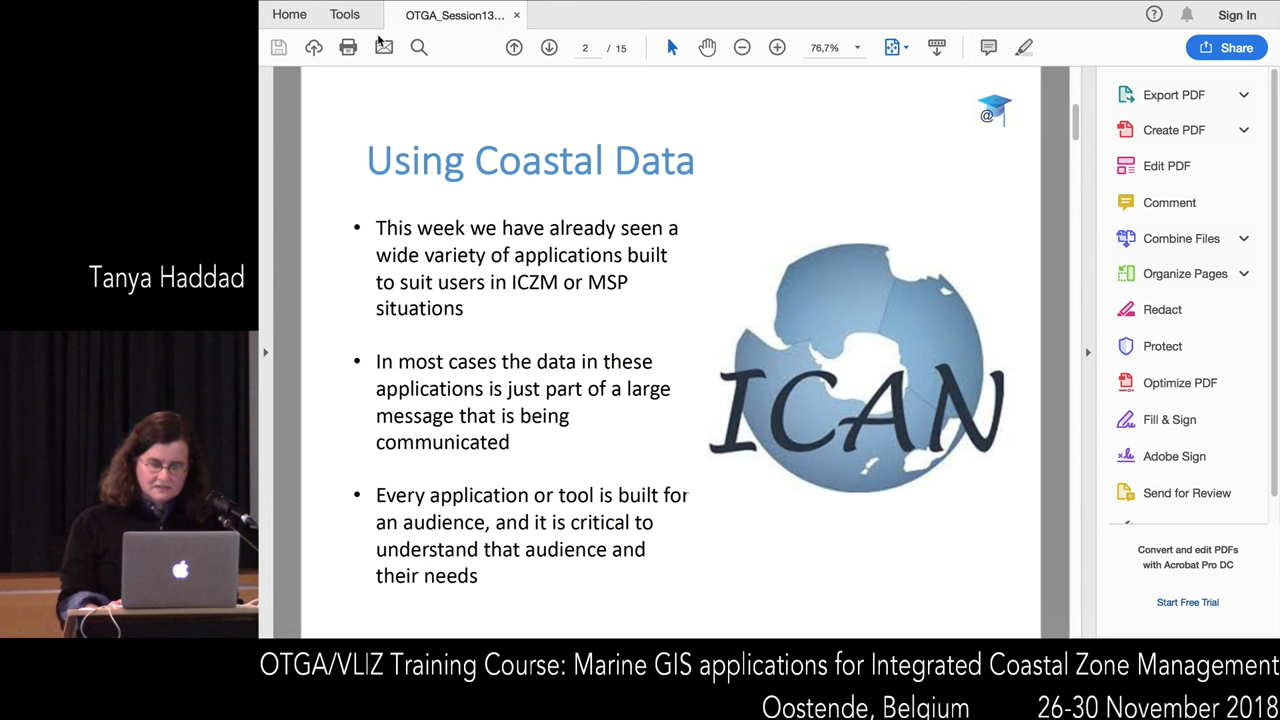 Home
Tools
OTGA_Session13...
×
Sign In
2 / 15
76,7%
Share
@
Using Coastal Data
• This week we have already seen a
wide variety of applications built
to suit users in ICZM or MSP
situations
• In most cases the data in these
applications is just part of a large
message that is being
communicated
• Every application or tool is built for
an audience, and it is critical to
understand that audience and
their needs
ICAN
Export PDF
Create PDF
Edit PDF
Comment
Combine Files
Organize Pages
Redact
Protect
Optimize PDF
Fill & Sign
Adobe Sign
Send for Review
Convert and edit PDFs
with Acrobat Pro DC
Start Free Trial
Tanya Haddad
OTGA/VLIZ Training Course: Marine GIS applications for Integrated Coastal Zone Management
Oostende, Belgium 26-30 November 2018